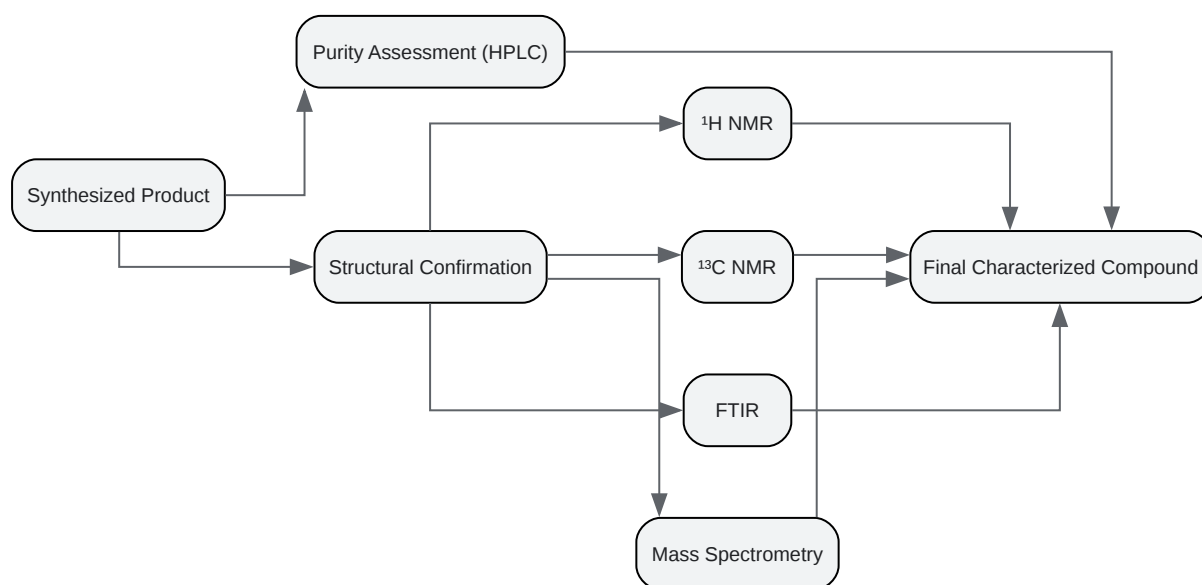 Purity Assessment (HPLC)
¹H NMR
Synthesized Product
Structural Confirmation
¹³C NMR
Final Characterized Compound
FTIR
Mass Spectrometry